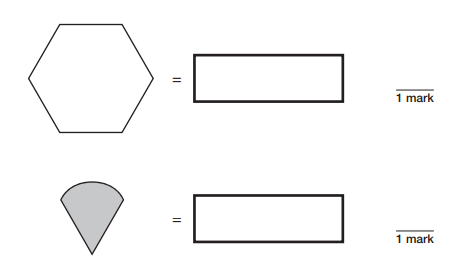 =
1 mark
=
1 mark